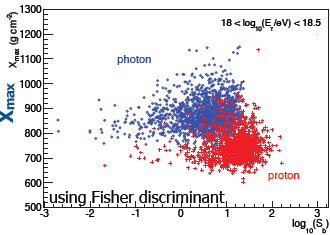 1300
18 < log₁₀(Eᵧ/eV) < 18.5
1200
photon
1100
1000
900
800
700
proton
600
using Fisher discriminant
500
-3 -2 -1 0 1 2 3
log₁₀(S_b)
X_max (g cm⁻²)
Xmax